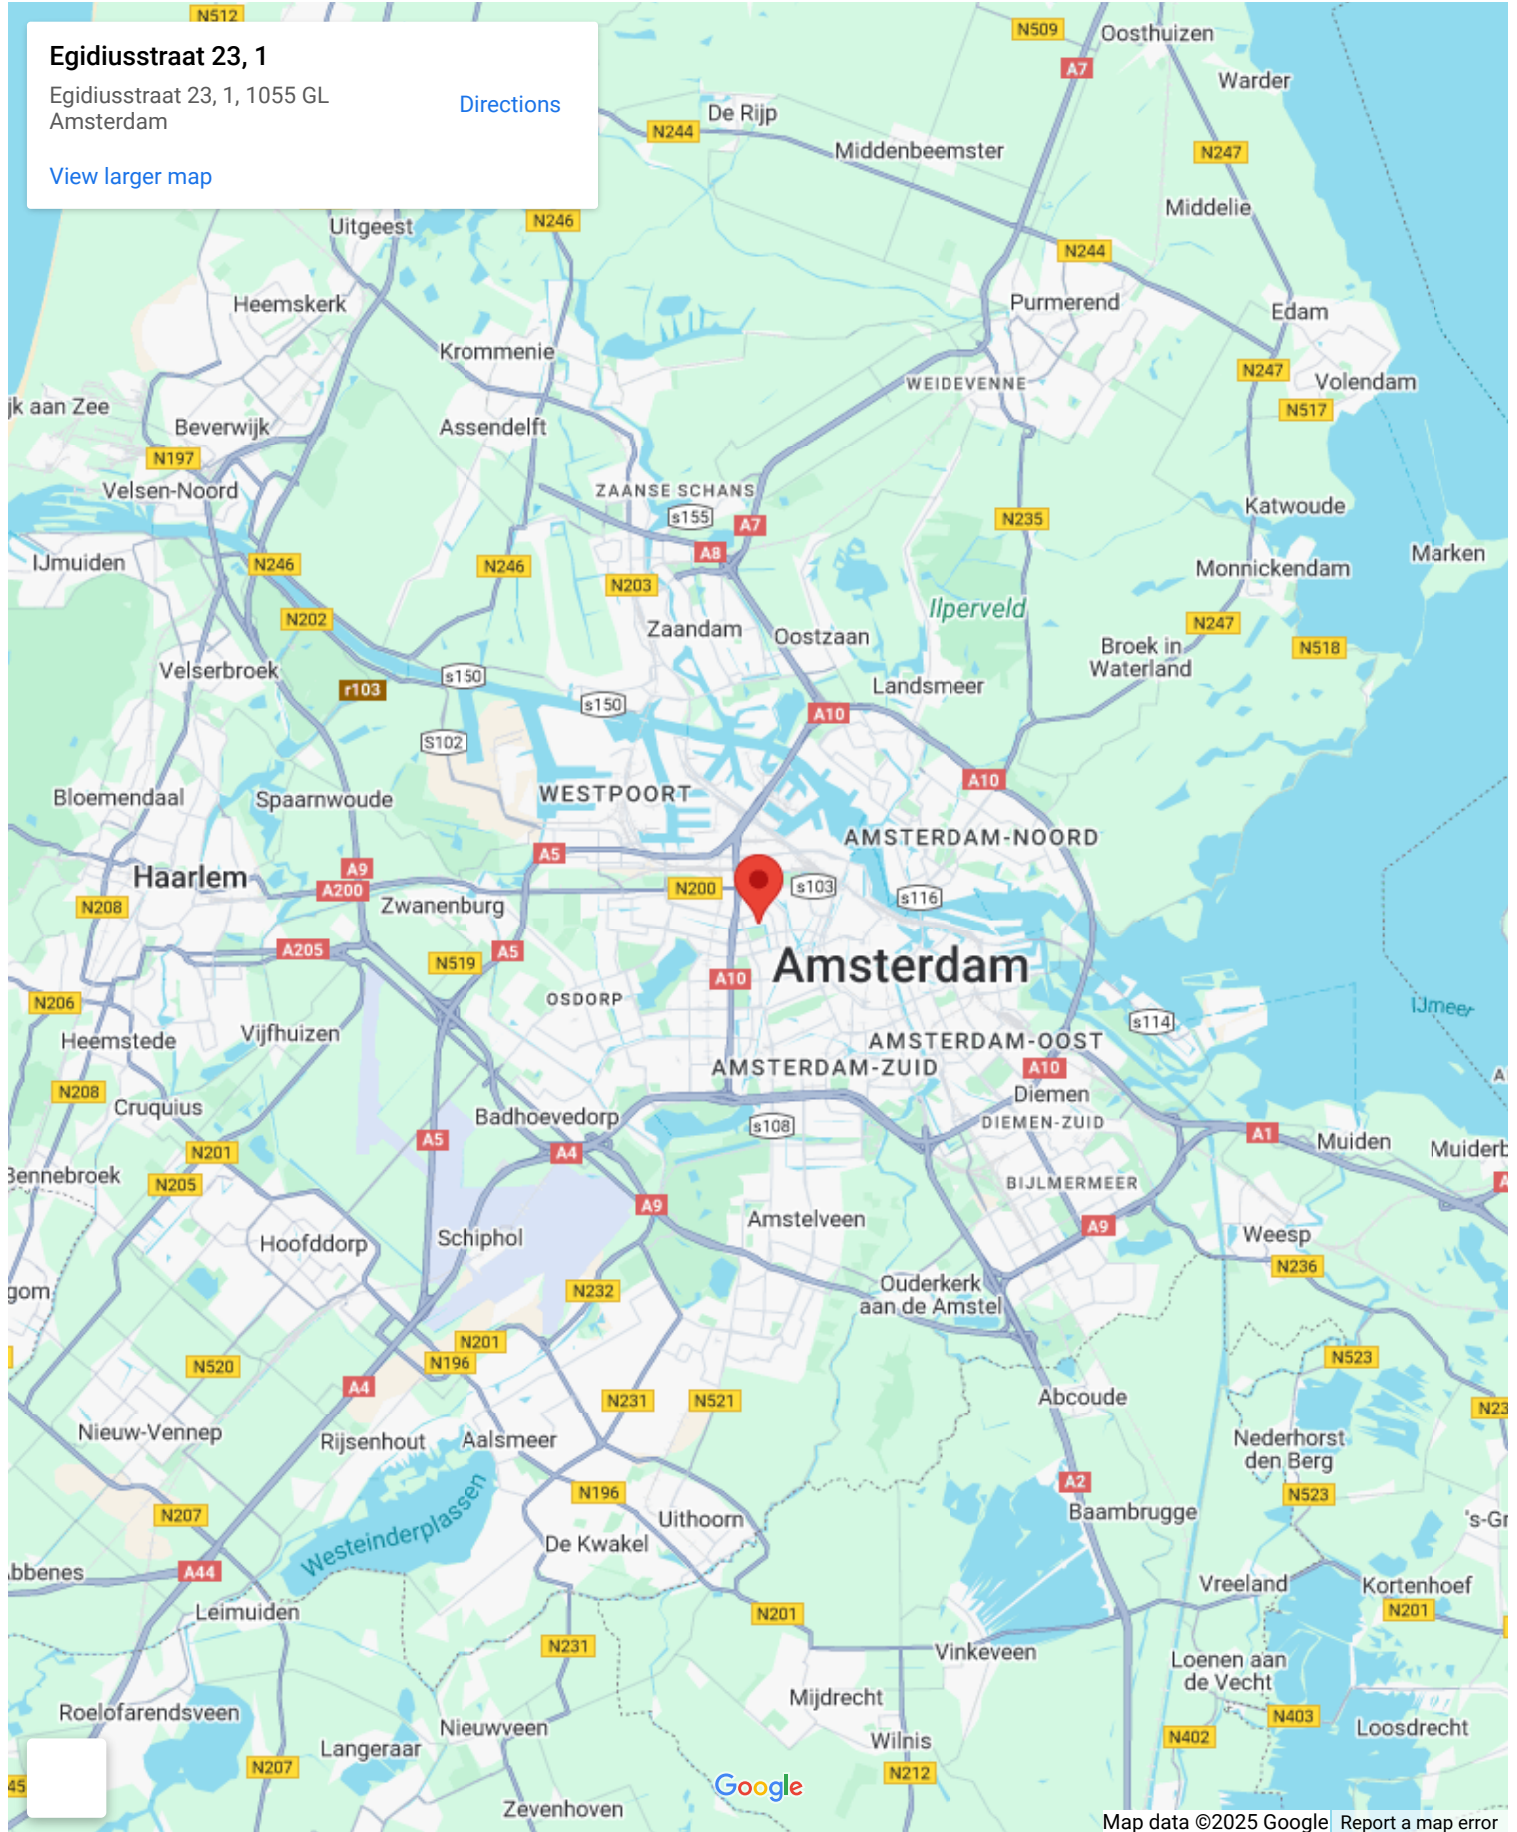 N512
Egidiusstraat 23, 1
Egidiusstraat 23, 1, 1055 GL
Amsterdam
Directions
View larger map
N509
Oosthuizen
A7
Warder
De Rijp
N244
Middenbeemster
N247
Middelie
Uitgeest
N246
N244
Heemskerk
Purmerend
Edam
Krommenie
N247
WEIDEVENNE
Volendam
jk aan Zee
N517
Beverwijk
Assendelft
N197
Velsen-Noord
ZAANSE SCHANS
s155
A7
N235
Katwoude
A8
Marken
IJmuiden
N246
N246
N203
Monnickendam
Ilperveld
N202
Zaandam
Oostzaan
N247
Broek in
Waterland
N518
Velserbroek
s150
r103
Landsmeer
s150
A10
S102
A10
WESTPOORT
Bloemendaal
Spaarnwoude
AMSTERDAM-NOORD
A5
A9
Haarlem
A200
N200
s103
s116
N208
Zwanenburg
A205
N519
A5
Amsterdam
A10
N206
OSDORP
IJmeer
s114
Heemstede
Vijfhuizen
AMSTERDAM-OOST
AMSTERDAM-ZUID
A10
N208
Diemen
Cruquius
Badhoevedorp
s108
DIEMEN-ZUID
A5
A1
Muiden
N201
A4
Muiderb
Bennebroek
N205
BIJLMERMEER
A9
Amstelveen
A9
Schiphol
Hoofddorp
Weesp
N236
gom
N232
Ouderkerk
aan de Amstel
N201
N196
N520
N523
A4
N231
N521
Abcoude
N23
Nieuw-Vennep
Rijsenhout
Aalsmeer
Nederhorst
den Berg
A2
N196
N523
Westeinderplassen
N207
Uithoorn
Baambrugge
's-Gr
De Kwakel
bbenes
A44
Vreeland
Kortenhoef
Leimuiden
N201
N201
N231
Vinkeveen
Loenen aan
de Vecht
Mijdrecht
Roelofarendsveen
N403
Nieuwveen
Loosdrecht
Langeraar
Wilnis
N402
N207
45
Google
N212
Zevenhoven
Map data ©2025 Google
Report a map error